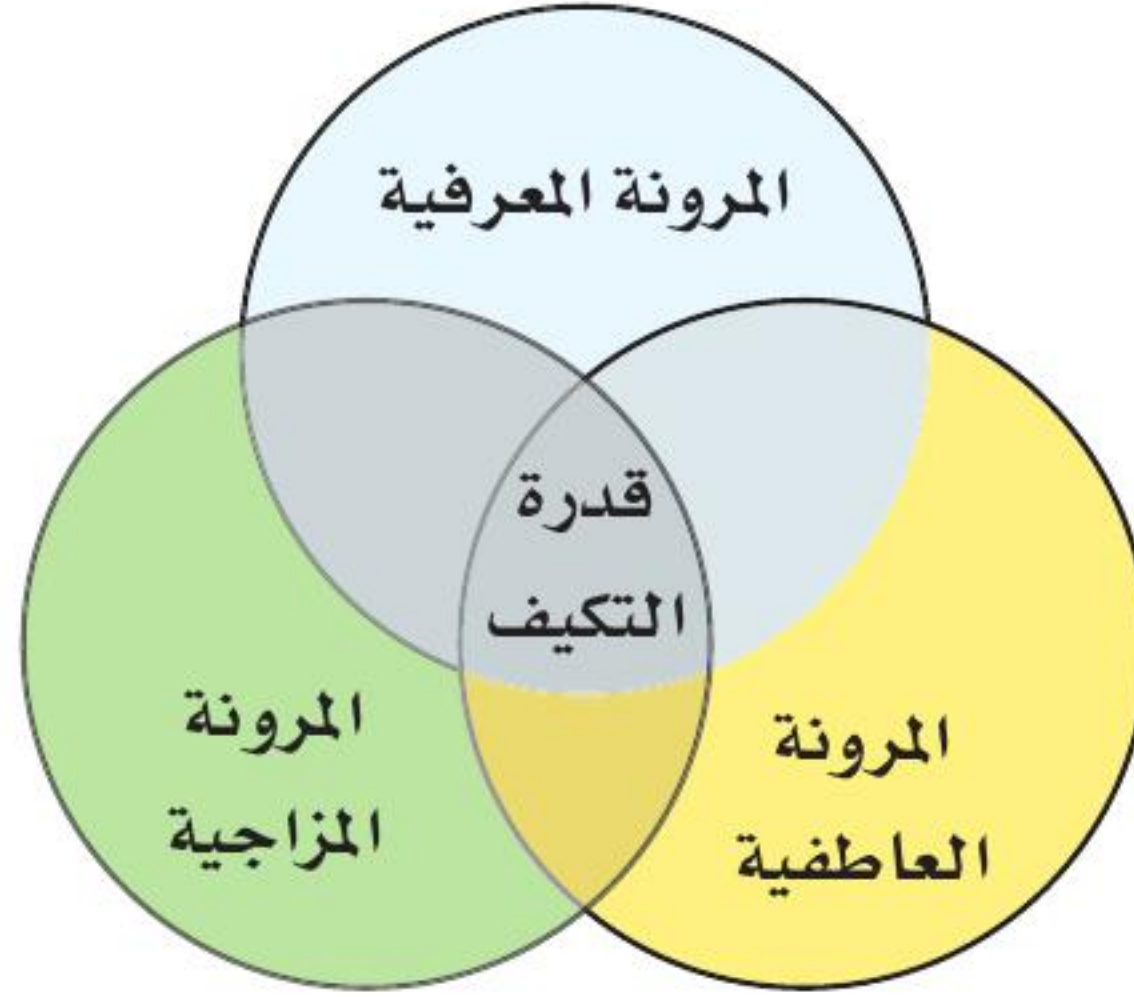 المرونة المعرفية
قدرة
التكيف
المرونة
العاطفية
المرونة
المزاجية